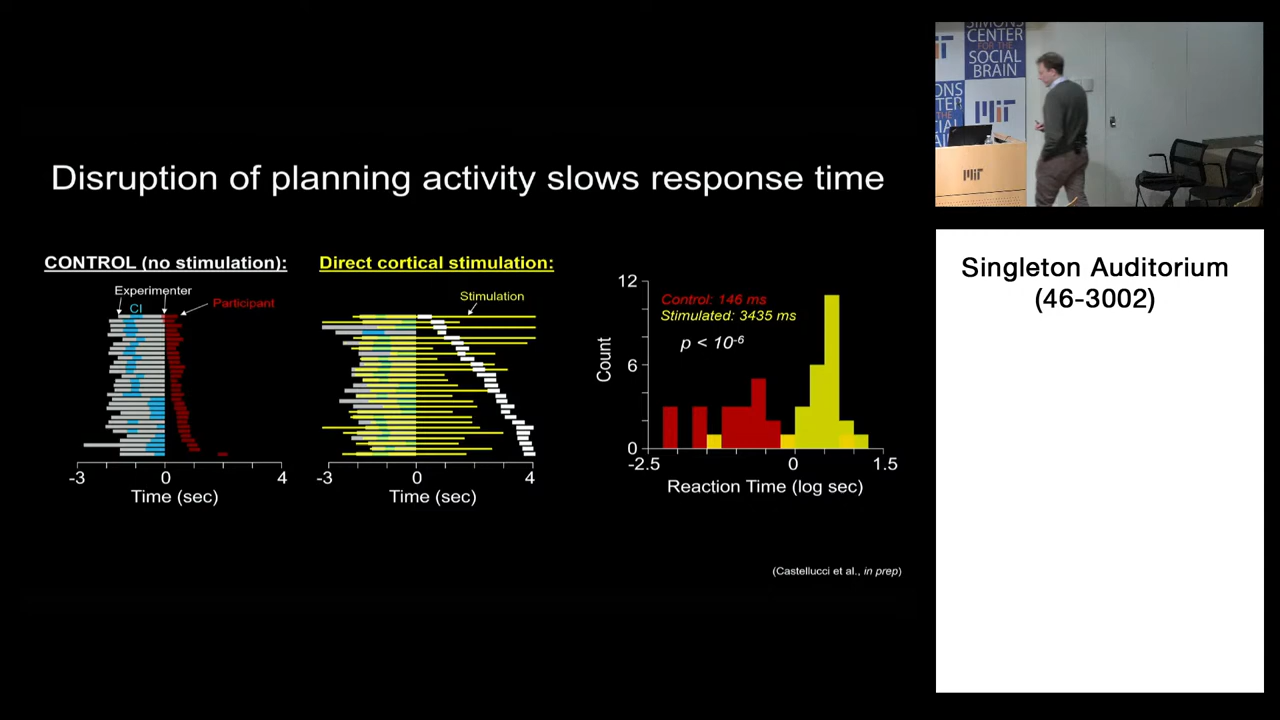 Disruption of planning activity slows response time
CONTROL (no stimulation):
Experimenter
CI
Participant
-3
0
4
Time (sec)
Direct cortical stimulation:
Stimulation
-3
0
4
Time (sec)
12
6
0
Count
Control: 146 ms
Stimulated: 3435 ms
p < 10-6
-2.5
0
1.5
Reaction Time (log sec)
(Castellucci et al., in prep)
SIMONS
CENTER
FOR THE
SOCIAL
BRAIN
MIT
MIT
Singleton Auditorium
(46-3002)